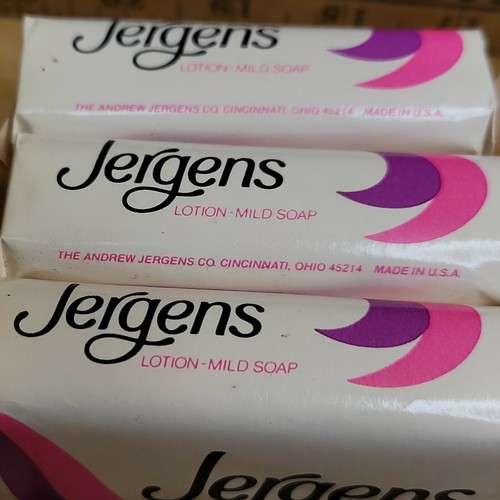 Jergens
LOTION-MILD SOAP
THE ANDREW JERGENS CO. CINCINNATI, OHIO 45214 MADE IN U.S.A.
Jergens
LOTION-MILD SOAP
THE ANDREW JERGENS CO. CINCINNATI, OHIO 45214 MADE IN U.S.A.
Jergens
LOTION-MILD SOAP
Jergens